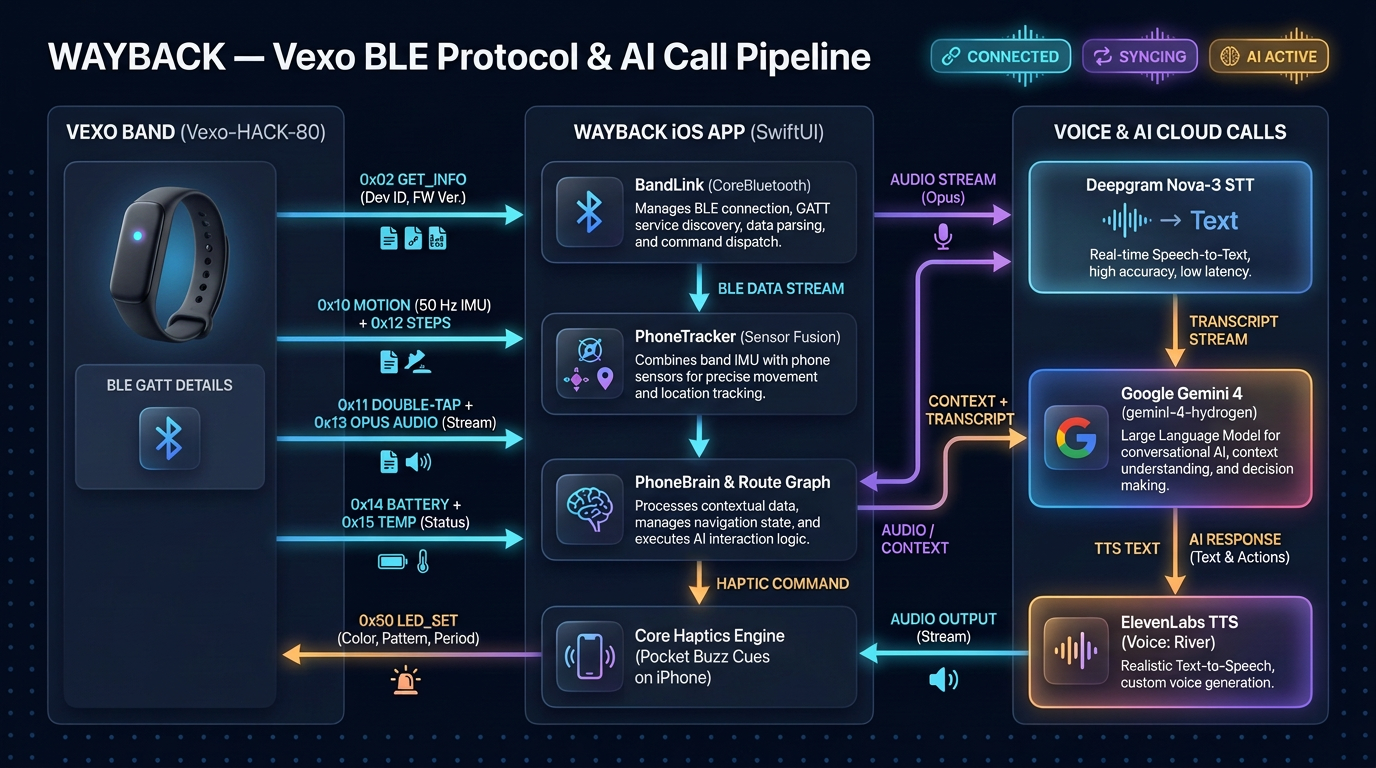 WAYBACK — Vexo BLE Protocol & AI Call Pipeline
CONNECTED
SYNCING
AI ACTIVE
VEXO BAND (Vexo-HACK-80)
BLE GATT DETAILS
0x02 GET_INFO
(Dev ID, FW Ver.)
0x10 MOTION (50 Hz IMU)
+ 0x12 STEPS
0x11 DOUBLE-TAP +
0x13 OPUS AUDIO (Stream)
0x14 BATTERY +
0x15 TEMP (Status)
0x50 LED_SET
(Color, Pattern, Period)
WAYBACK iOS APP (SwiftUI)
BandLink (CoreBluetooth)
Manages BLE connection, GATT
service discovery, data parsing,
and command dispatch.
BLE DATA STREAM
PhoneTracker (Sensor Fusion)
Combines band IMU with phone
sensors for precise movement
and location tracking.
PhoneBrain & Route Graph
Processes contextual data,
manages navigation state, and
executes AI interaction logic.
HAPTIC COMMAND
Core Haptics Engine
(Pocket Buzz Cues
on iPhone)
AUDIO STREAM
(Opus)
CONTEXT +
TRANSCRIPT
AUDIO /
CONTEXT
AUDIO OUTPUT
(Stream)
VOICE & AI CLOUD CALLS
Deepgram Nova-3 STT
Text
Real-time Speech-to-Text,
high accuracy, low latency.
TRANSCRIPT
STREAM
Google Gemini 4
(gemini-4-hydrogen)
Large Language Model for
conversational AI, context
understanding, and decision
making.
TTS TEXT
AI RESPONSE
(Text & Actions)
ElevenLabs TTS
(Voice: River)
Realistic Text-to-Speech,
custom voice generation.